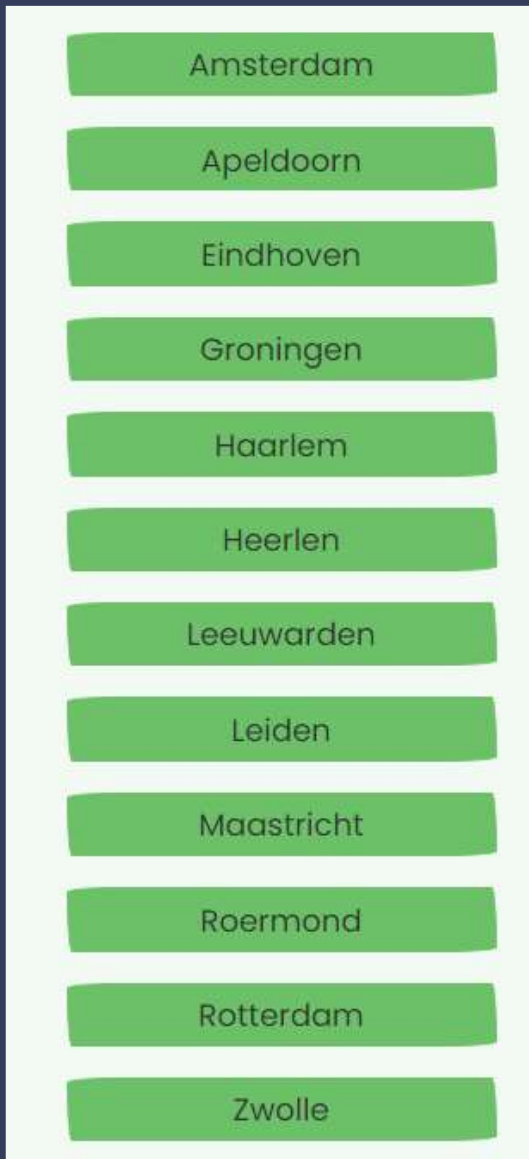 Amsterdam
Apeldoorn
Eindhoven
Groningen
Haarlem
Heerlen
Leeuwarden
Leiden
Maastricht
Roermond
Rotterdam
Zwolle